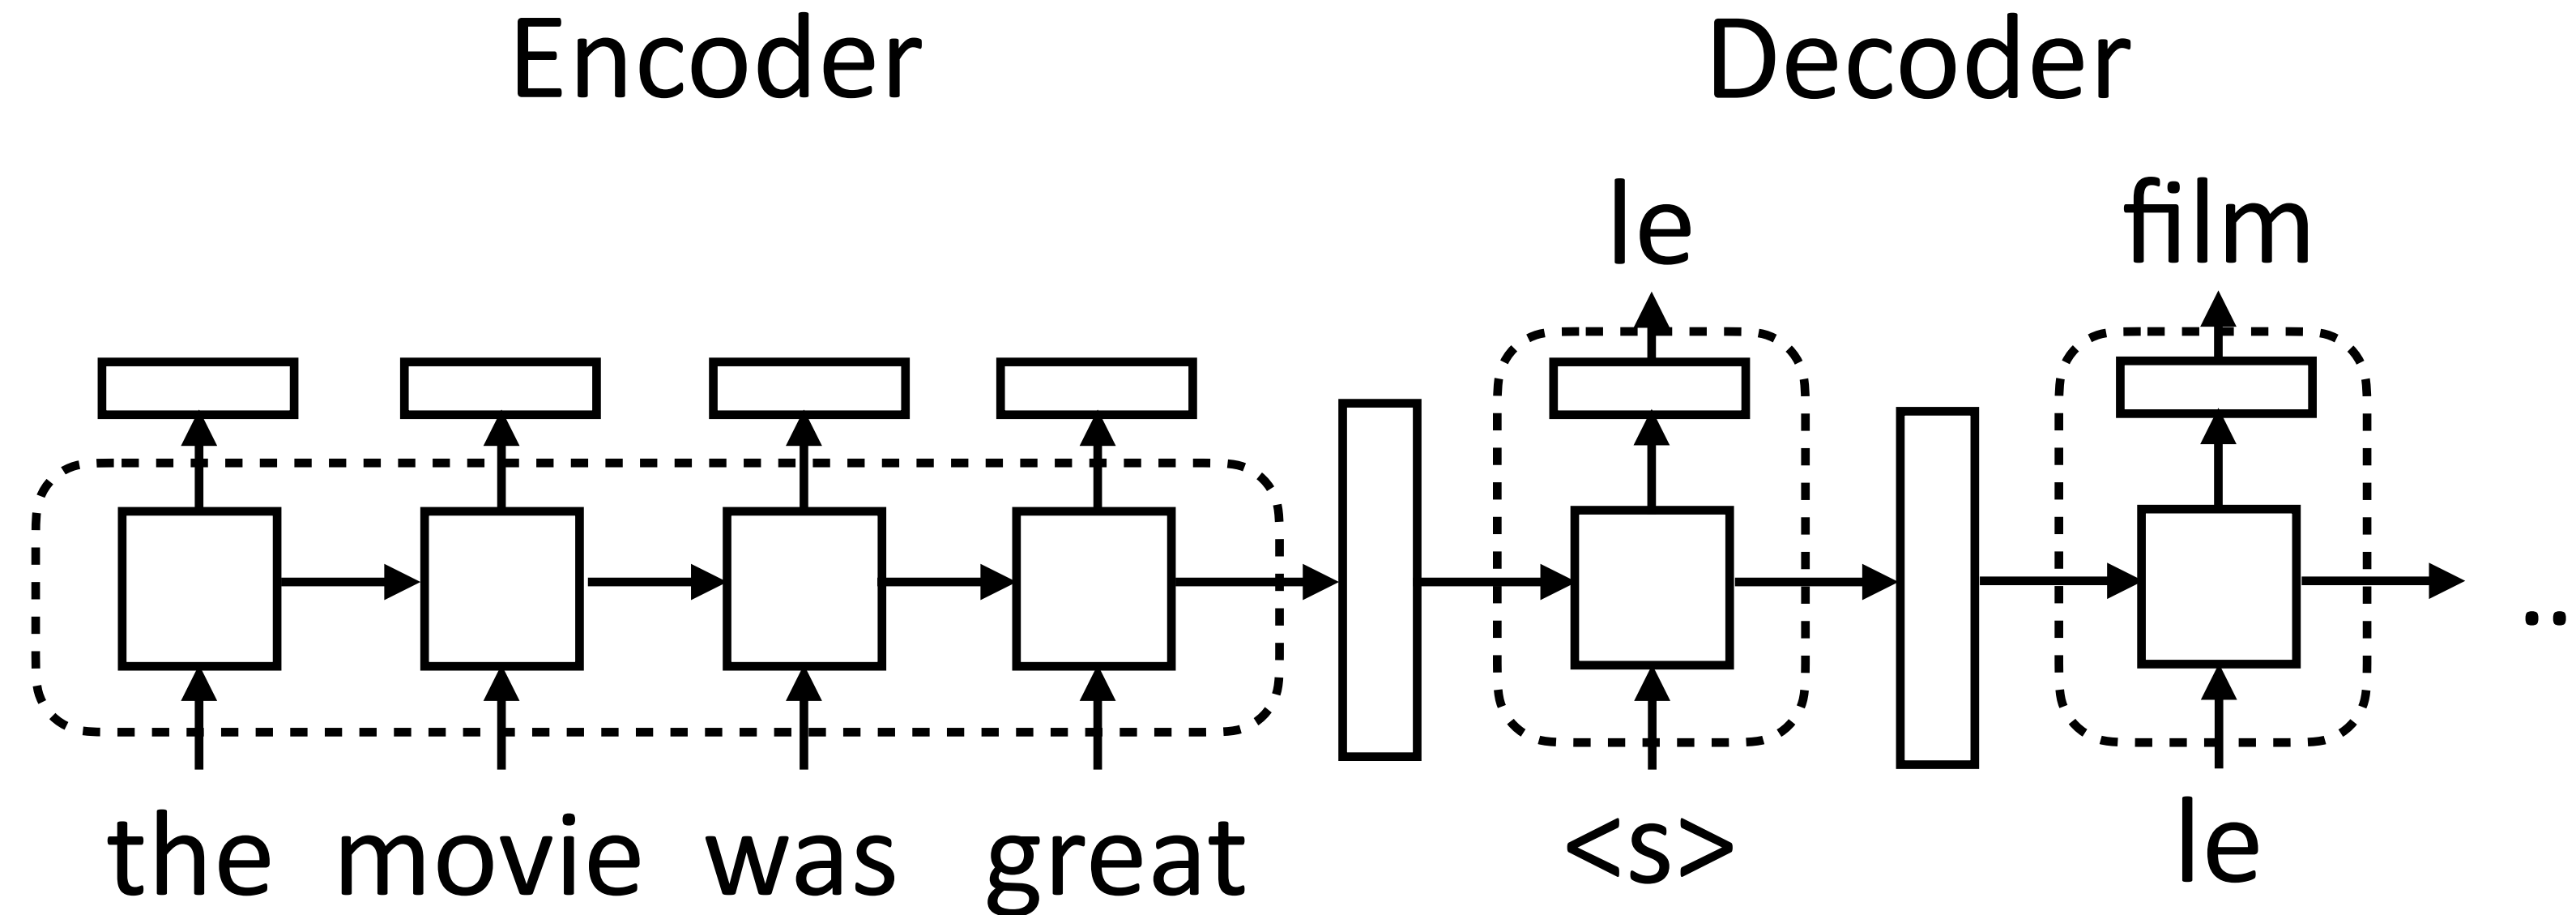 Encoder Decoder
le film
..
the movie was great <s> le